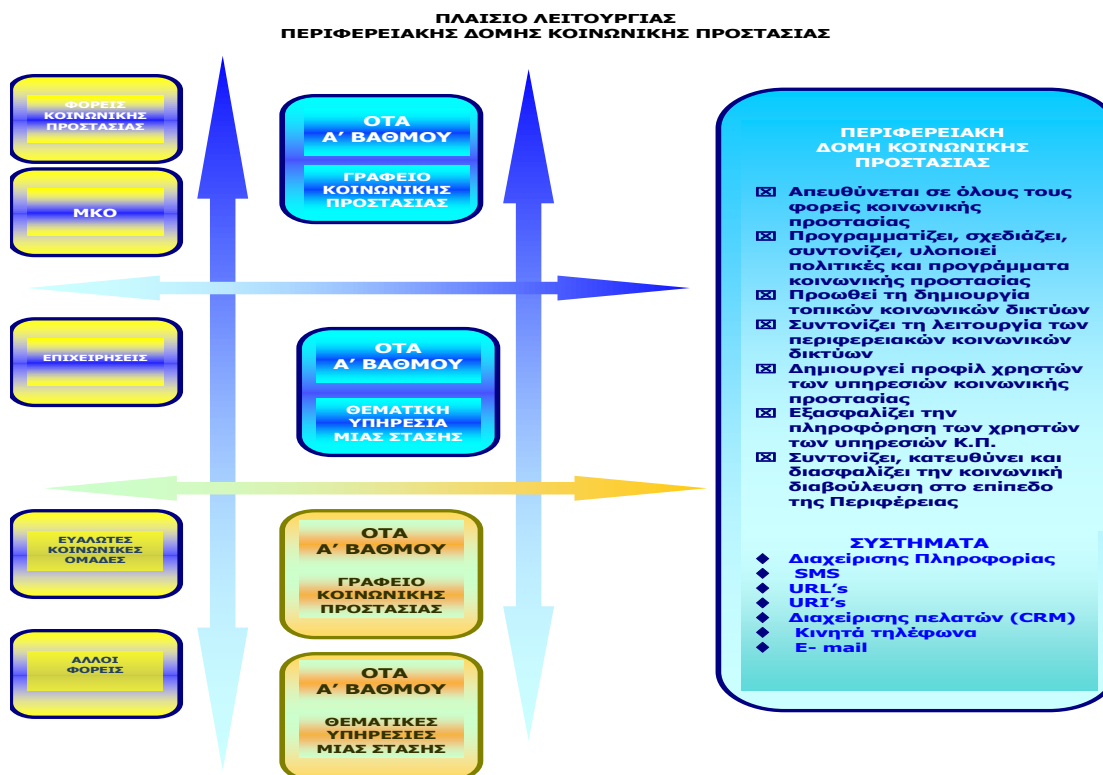 ΠΛΑΙΣΙΟ ΛΕΙΤΟΥΡΓΙΑΣ
ΠΕΡΙΦΕΡΕΙΑΚΗΣ ΔΟΜΗΣ ΚΟΙΝΩΝΙΚΗΣ ΠΡΟΣΤΑΣΙΑΣ
ΦΟΡΕΙΣ
ΚΟΙΝΩΝΙΚΗΣ
ΠΡΟΣΤΑΣΙΑΣ
ΜΚΟ
ΕΠΙΧΕΙΡΗΣΕΙΣ
ΕΥΑΛΩΤΕΣ
ΚΟΙΝΩΝΙΚΕΣ
ΟΜΑΔΕΣ
ΑΛΛΟΙ
ΦΟΡΕΙΣ
ΟΤΑ
Α’ ΒΑΘΜΟΥ
ΓΡΑΦΕΙΟ
ΚΟΙΝΩΝΙΚΗΣ
ΠΡΟΣΤΑΣΙΑΣ
ΟΤΑ
Α’ ΒΑΘΜΟΥ
ΘΕΜΑΤΙΚΗ
ΥΠΗΡΕΣΙΑ
ΜΙΑΣ ΣΤΑΣΗΣ
ΟΤΑ
Α’ ΒΑΘΜΟΥ
ΓΡΑΦΕΙΟ
ΚΟΙΝΩΝΙΚΗΣ
ΠΡΟΣΤΑΣΙΑΣ
ΟΤΑ
Α’ ΒΑΘΜΟΥ
ΘΕΜΑΤΙΚΕΣ
ΥΠΗΡΕΣΙΕΣ
ΜΙΑΣ ΣΤΑΣΗΣ
ΠΕΡΙΦΕΡΕΙΑΚΗ
ΔΟΜΗ ΚΟΙΝΩΝΙΚΗΣ
ΠΡΟΣΤΑΣΙΑΣ
Απευθύνεται σε όλους τους
φορείς κοινωνικής
προστασίας
Προγραμματίζει, σχεδιάζει,
συντονίζει, υλοποιεί
πολιτικές και προγράμματα
κοινωνικής προστασίας
Προωθεί τη δημιουργία
τοπικών κοινωνικών δικτύων
Συντονίζει τη λειτουργία των
περιφερειακών κοινωνικών
δικτύων
Δημιουργεί προφίλ χρηστών
των υπηρεσιών κοινωνικής
προστασίας
Εξασφαλίζει την
πληροφόρηση των χρηστών
των υπηρεσιών Κ.Π.
Συντονίζει, κατευθύνει και
διασφαλίζει την κοινωνική
διαβούλευση στο επίπεδο
της Περιφέρειας
ΣΥΣΤΗΜΑΤΑ
Διαχείρισης Πληροφορίας
SMS
URL’s
URI’s
Διαχείρισης πελατών (CRM)
Κινητά τηλέφωνα
E- mail